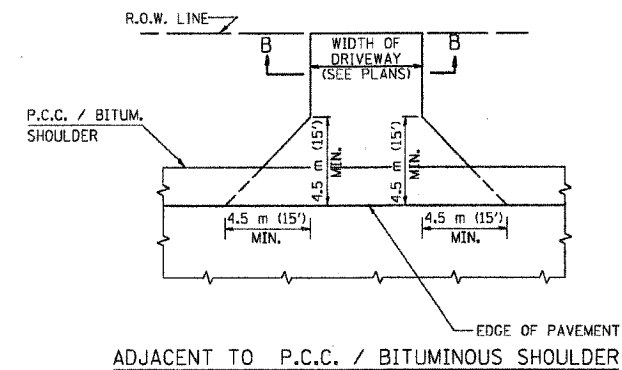 R.O.W. LINE
B
WIDTH OF
DRIVEWAY
(SEE PLANS)
B
P.C.C. / BITUM.
SHOULDER
4.5 m (15')
MIN.
4.5 m (15')
MIN.
4.5 m (15')
MIN.
4.5 m (15')
MIN.
EDGE OF PAVEMENT
ADJACENT TO P.C.C. / BITUMINOUS SHOULDER